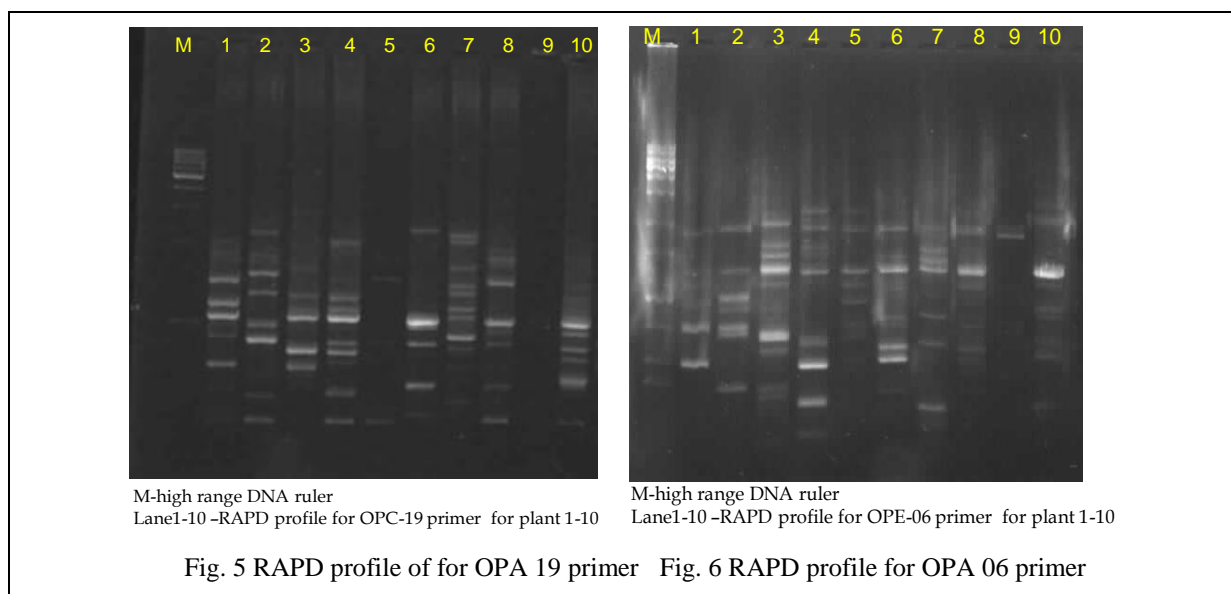 M 1 2 3 4 5 6 7 8 9 10
M 1 2 3 4 5 6 7 8 9 10
M-high range DNA ruler
Lane1-10 –RAPD profile for OPC-19 primer for plant 1-10
M-high range DNA ruler
Lane1-10 –RAPD profile for OPE-06 primer for plant 1-10
Fig. 5 RAPD profile of for OPA 19 primer Fig. 6 RAPD profile for OPA 06 primer